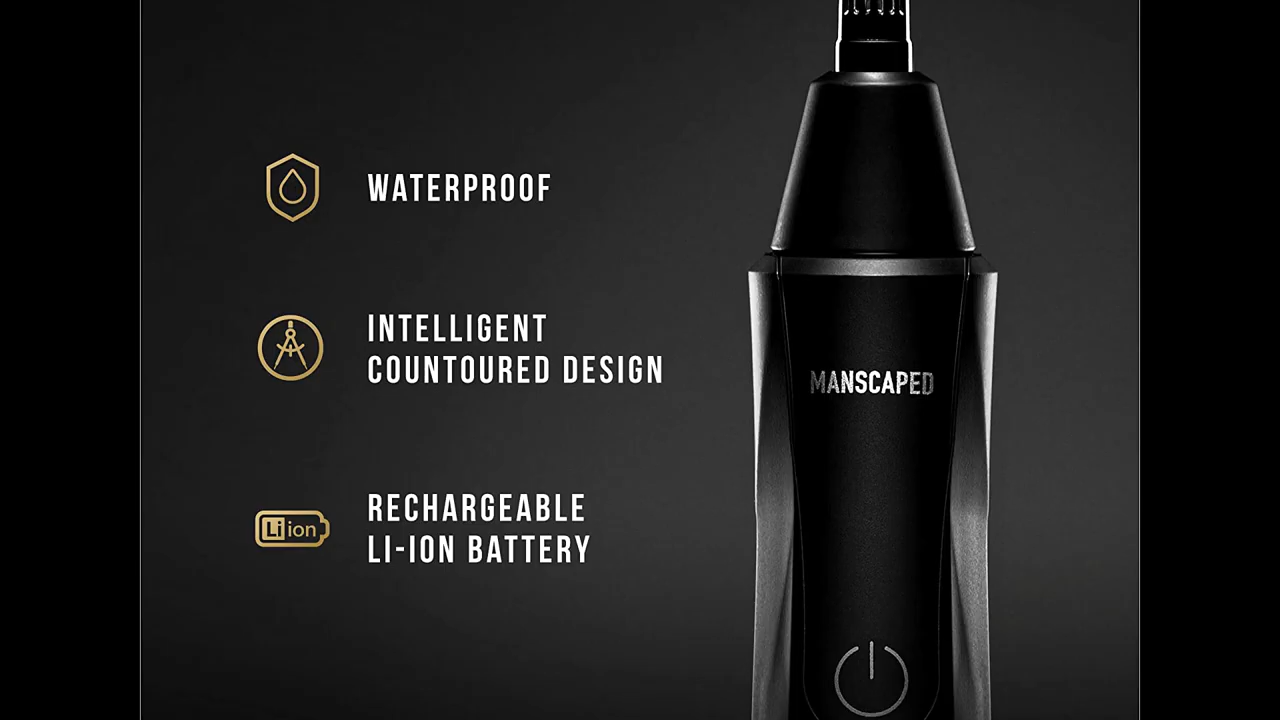 WATERPROOF
INTELLIGENT
COUNTOURED DESIGN
Li ion
RECHARGEABLE
LI-ION BATTERY
MANSCAPED